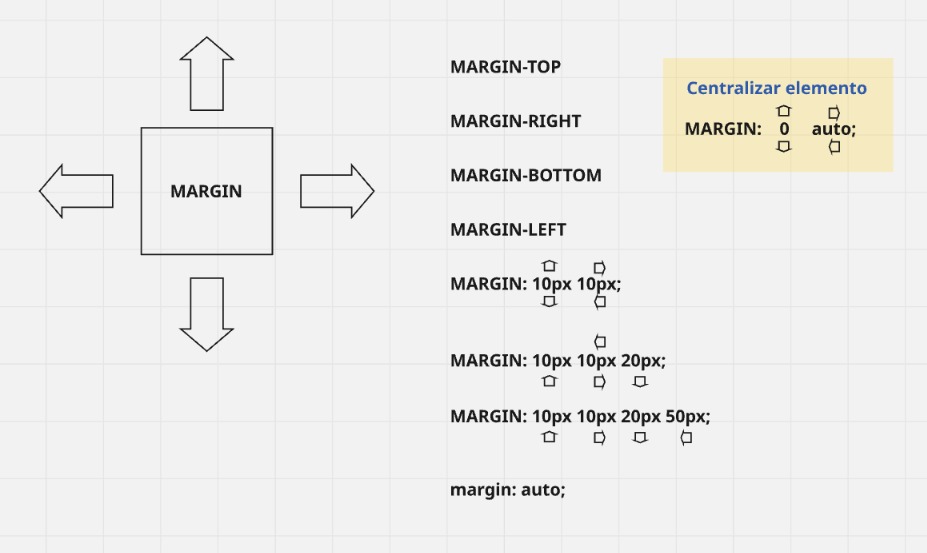 MARGIN
MARGIN-TOP
MARGIN-RIGHT
MARGIN-BOTTOM
MARGIN-LEFT
MARGIN: 10px 10px;
MARGIN: 10px 10px 20px;
MARGIN: 10px 10px 20px 50px;
margin: auto;
Centralizar elemento
MARGIN: 0 auto;